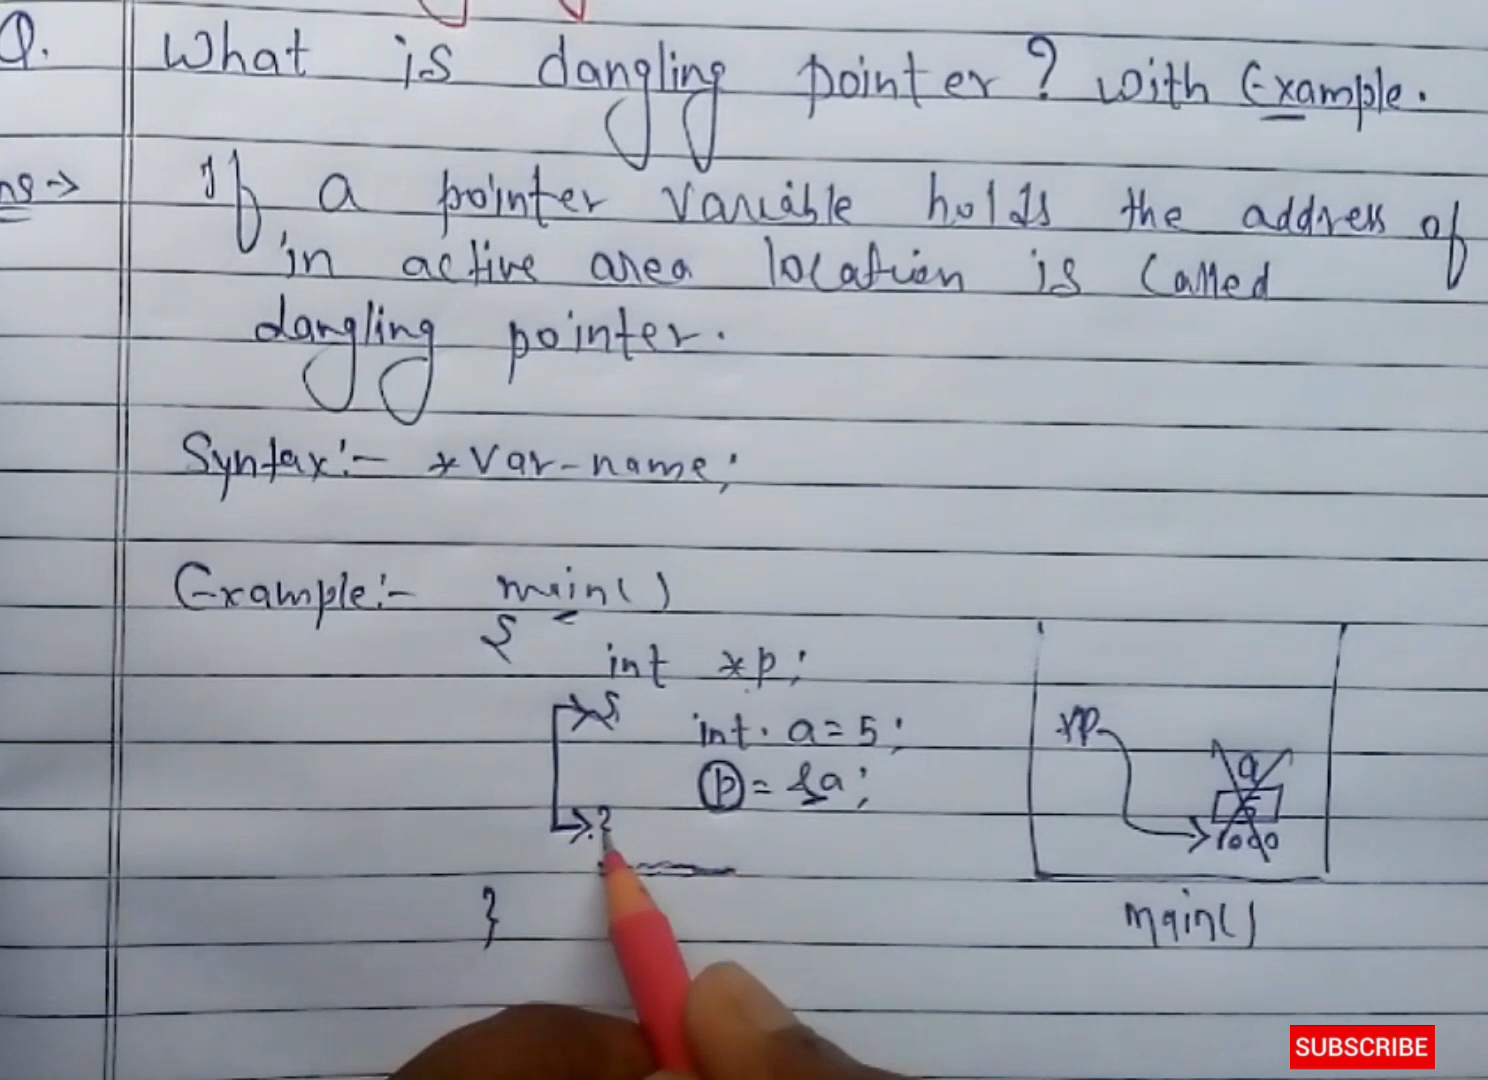 Q. What is dangling pointer? with Example.
ns→ If a pointer variable holds the address of
in active area location is called
dangling pointer.
Syntax:- *var-name;
Example:- main()
{
int *p;
{
int. a=5;
p=&a;
}
}
*p
a
5
main()
SUBSCRIBE